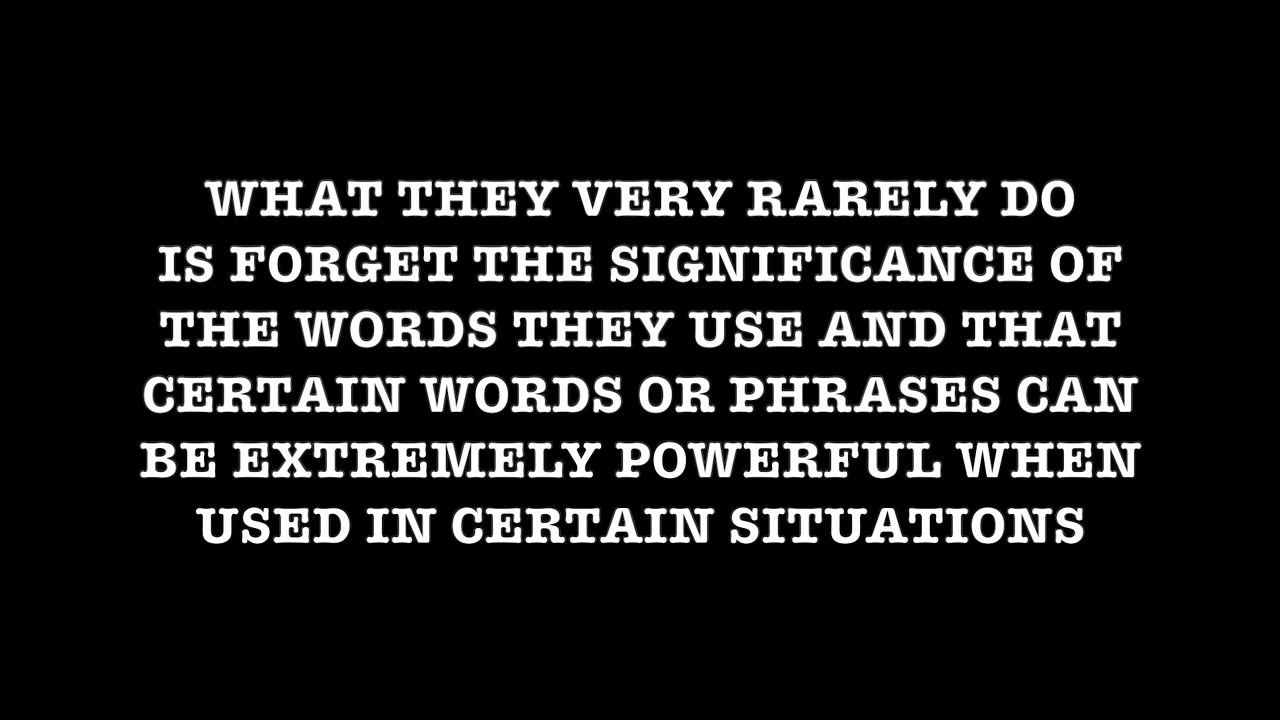 WHAT THEY VERY RARELY DO
IS FORGET THE SIGNIFICANCE OF
THE WORDS THEY USE AND THAT
CERTAIN WORDS OR PHRASES CAN
BE EXTREMELY POWERFUL WHEN
USED IN CERTAIN SITUATIONS